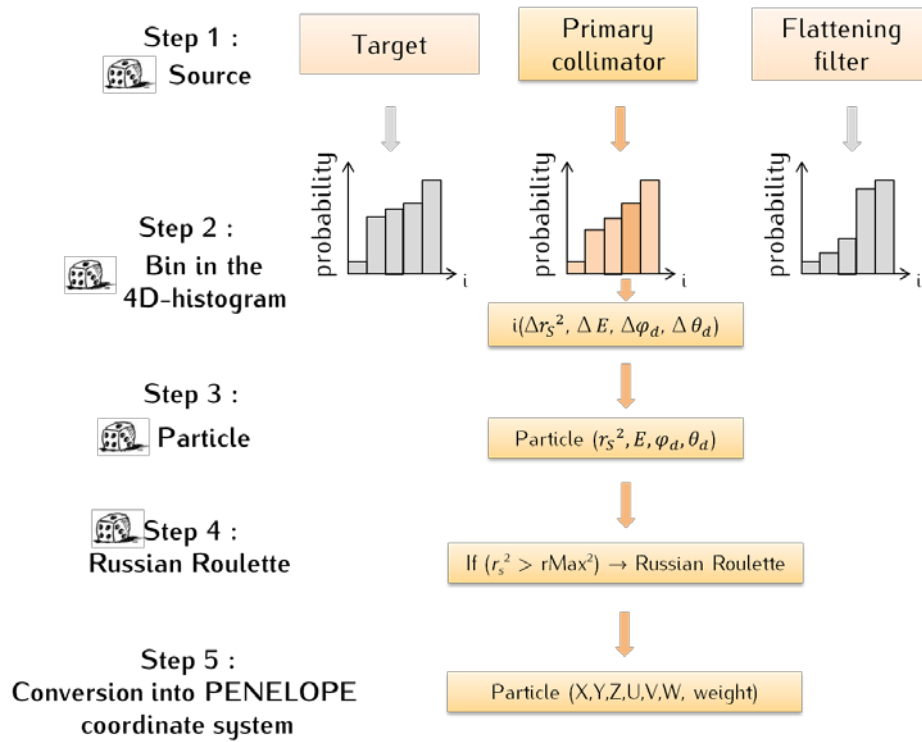 Step 1 :
Source
Target
Primary
collimator
Flattening
filter
probability
i
probability
i
probability
i
Step 2 :
Bin in the
4D-histogram
i(Δr_S², Δ E, Δφ_d, Δ θ_d)
Step 3 :
Particle
Particle (r_S², E, φ_d, θ_d)
Step 4 :
Russian Roulette
If (r_s² > rMax²) → Russian Roulette
Step 5 :
Conversion into PENELOPE
coordinate system
Particle (X,Y,Z,U,V,W, weight)